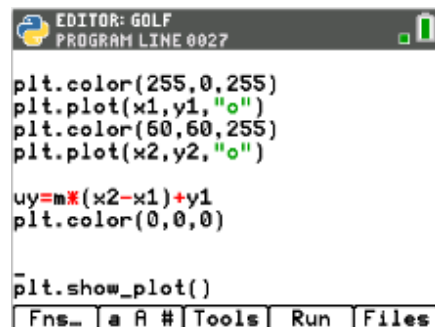 EDITOR: GOLF
PROGRAM LINE 0027
plt.color(255,0,255)
plt.plot(x1,y1,"o")
plt.color(60,60,255)
plt.plot(x2,y2,"o")
uy=m*(x2-x1)+y1
plt.color(0,0,0)
_
plt.show_plot()
Fns… a A # Tools Run Files